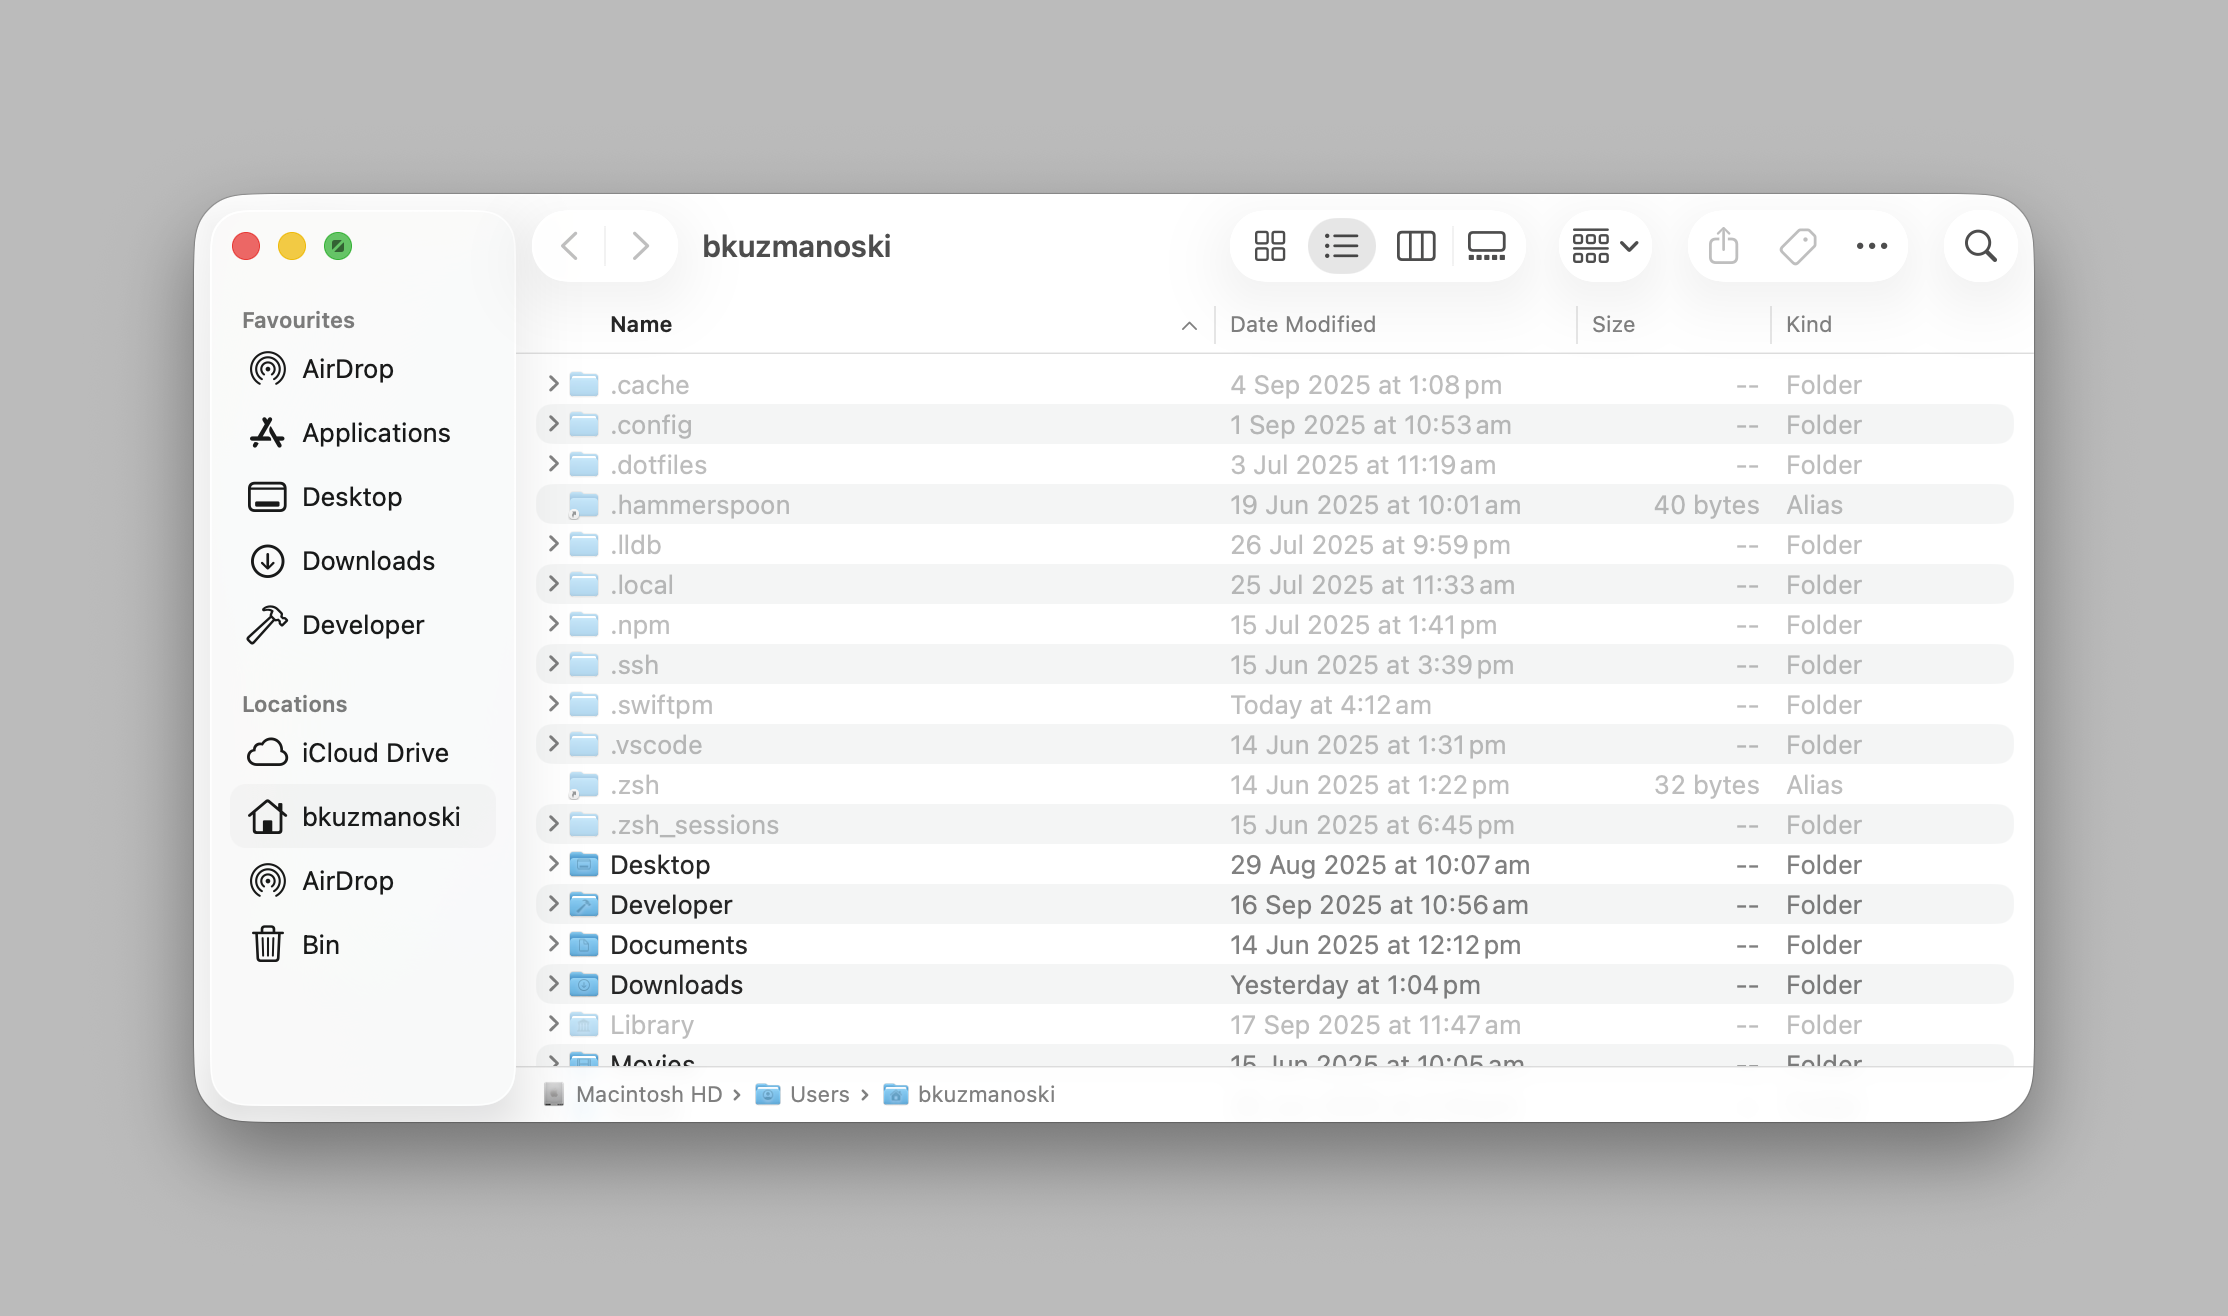 bkuzmanoski
Favourites
AirDrop
Applications
Desktop
Downloads
Developer
Locations
iCloud Drive
bkuzmanoski
AirDrop
Bin
Name Date Modified Size Kind
.cache 4 Sep 2025 at 1:08 pm -- Folder
.config 1 Sep 2025 at 10:53 am -- Folder
.dotfiles 3 Jul 2025 at 11:19 am -- Folder
.hammerspoon 19 Jun 2025 at 10:01 am 40 bytes Alias
.lldb 26 Jul 2025 at 9:59 pm -- Folder
.local 25 Jul 2025 at 11:33 am -- Folder
.npm 15 Jul 2025 at 1:41 pm -- Folder
.ssh 15 Jun 2025 at 3:39 pm -- Folder
.swiftpm Today at 4:12 am -- Folder
.vscode 14 Jun 2025 at 1:31 pm -- Folder
.zsh 14 Jun 2025 at 1:22 pm 32 bytes Alias
.zsh_sessions 15 Jun 2025 at 6:45 pm -- Folder
Desktop 29 Aug 2025 at 10:07 am -- Folder
Developer 16 Sep 2025 at 10:56 am -- Folder
Documents 14 Jun 2025 at 12:12 pm -- Folder
Downloads Yesterday at 1:04 pm -- Folder
Library 17 Sep 2025 at 11:47 am -- Folder
Movies 15 Jun 2025 at 10:05 am -- Folder
Macintosh HD › Users › bkuzmanoski